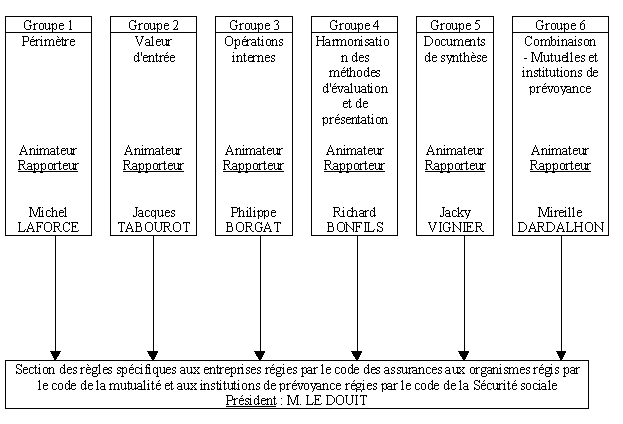 Groupe 1
Périmètre
Animateur
Rapporteur
Michel
LAFORCE
Groupe 2
Valeur
d'entrée
Animateur
Rapporteur
Jacques
TABOUROT
Groupe 3
Opérations
internes
Animateur
Rapporteur
Philippe
BORGAT
Groupe 4
Harmonisatio
n des
méthodes
d'évaluation
et de
présentation
Animateur
Rapporteur
Richard
BONFILS
Groupe 5
Documents
de synthèse
Animateur
Rapporteur
Jacky
VIGNIER
Groupe 6
Combinaison
- Mutuelles et
institutions de
prévoyance
Animateur
Rapporteur
Mireille
DARDALHON
Section des règles spécifiques aux entreprises régies par le code des assurances aux organismes régis par
le code de la mutualité et aux institutions de prévoyance régies par le code de la Sécurité sociale
Président : M. LE DOUIT